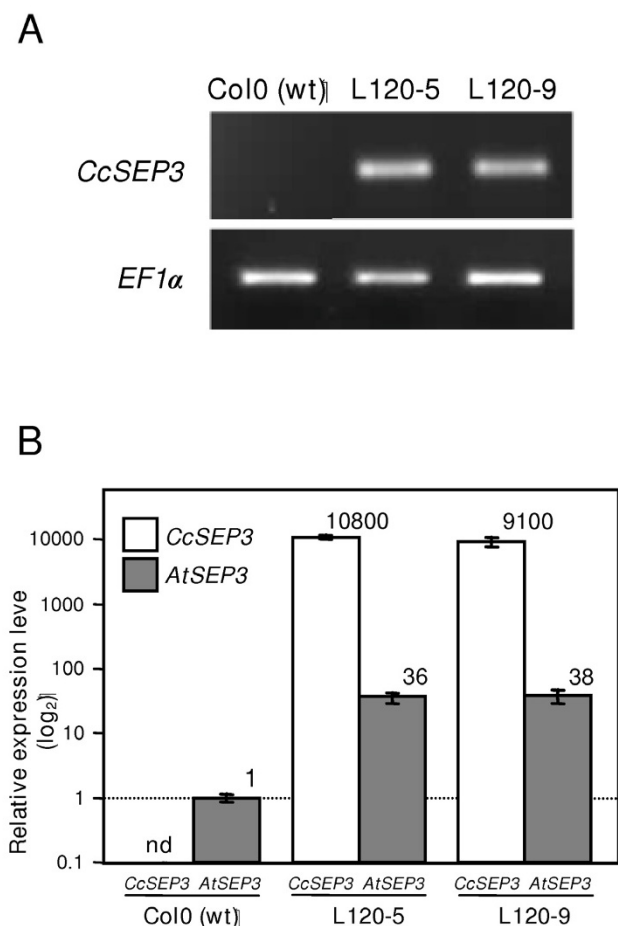 A
Col0 (wt) L120-5 L120-9
CcSEP3
EF1α
B
Relative expression leve
(log₂)
10000
1000
100
10
1
0.1
CcSEP3
AtSEP3
nd
1
10800
36
9100
38
CcSEP3 AtSEP3 CcSEP3 AtSEP3 CcSEP3 AtSEP3
Col0 (wt) L120-5 L120-9